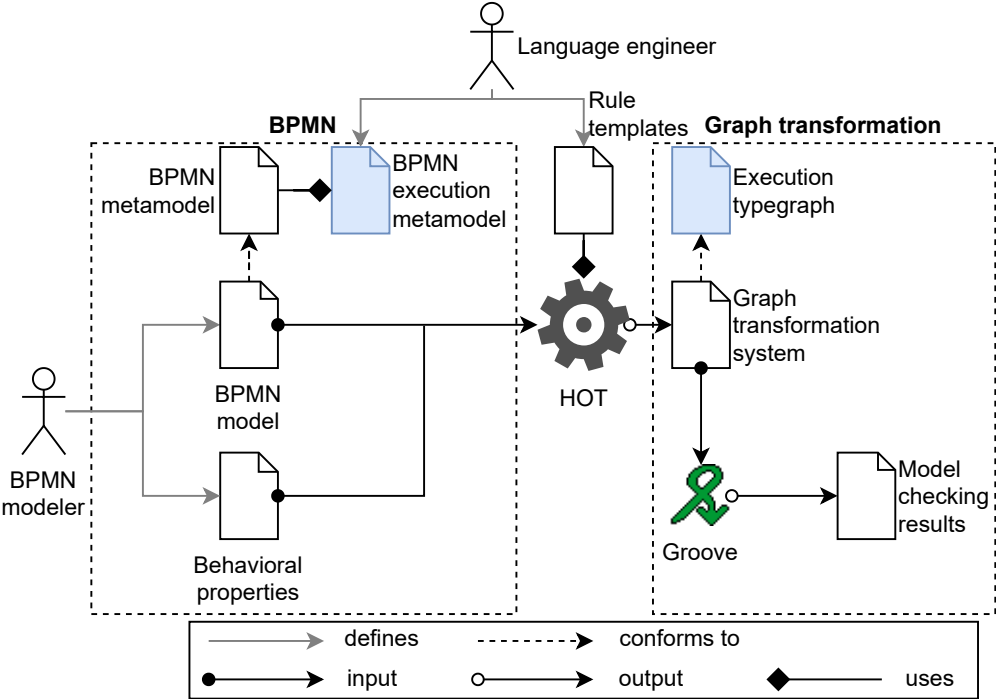 Language engineer
Rule
templates
BPMN
Graph transformation
BPMN
metamodel
BPMN
execution
metamodel
Execution
typegraph
Graph
transformation
system
HOT
BPMN
model
BPMN
modeler
Behavioral
properties
Groove
Model
checking
results
defines
conforms to
input
output
uses